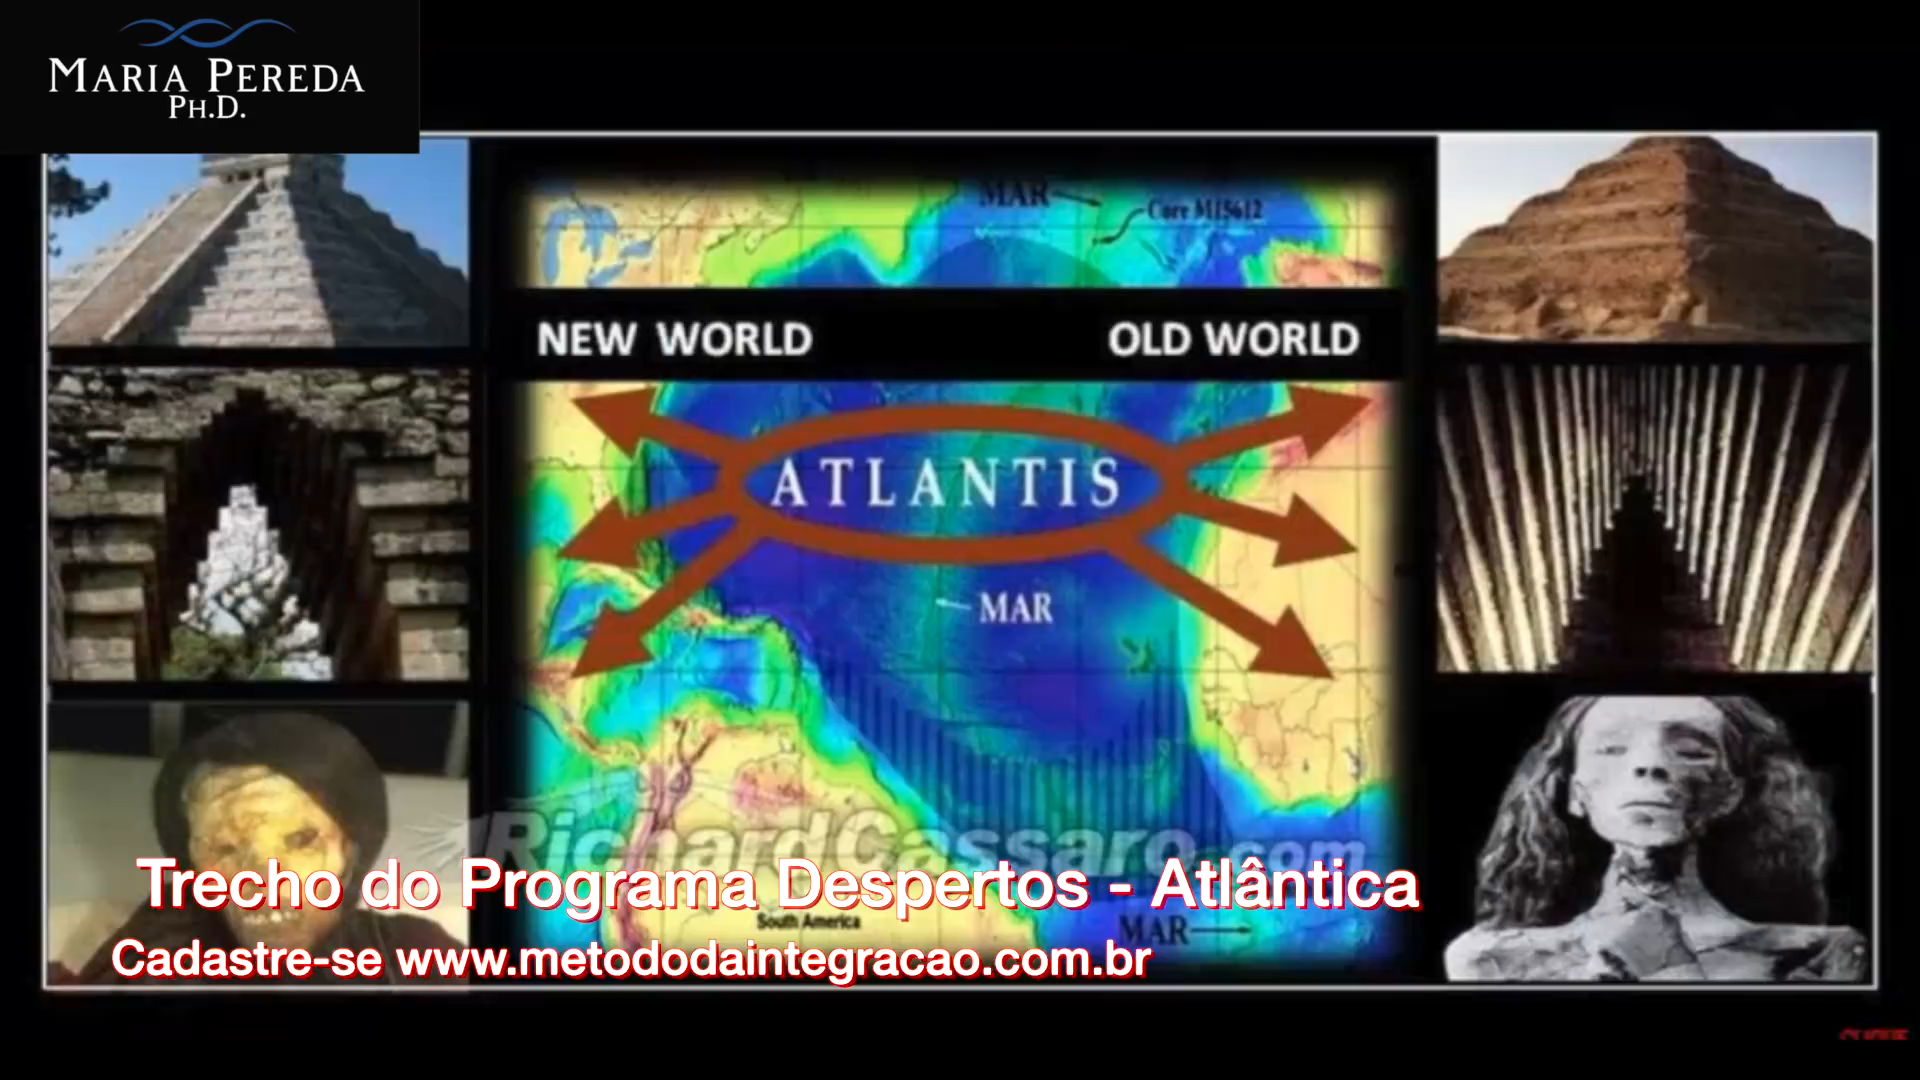 MARIA PEREDA
PH.D.
MAR
Core M15612
NEW WORLD
OLD WORLD
ATLANTIS
MAR
RichardCassaro.com
Trecho do Programa Despertos - Atlântica
South America
MAR
Cadastre-se www.metododaintegracao.com.br